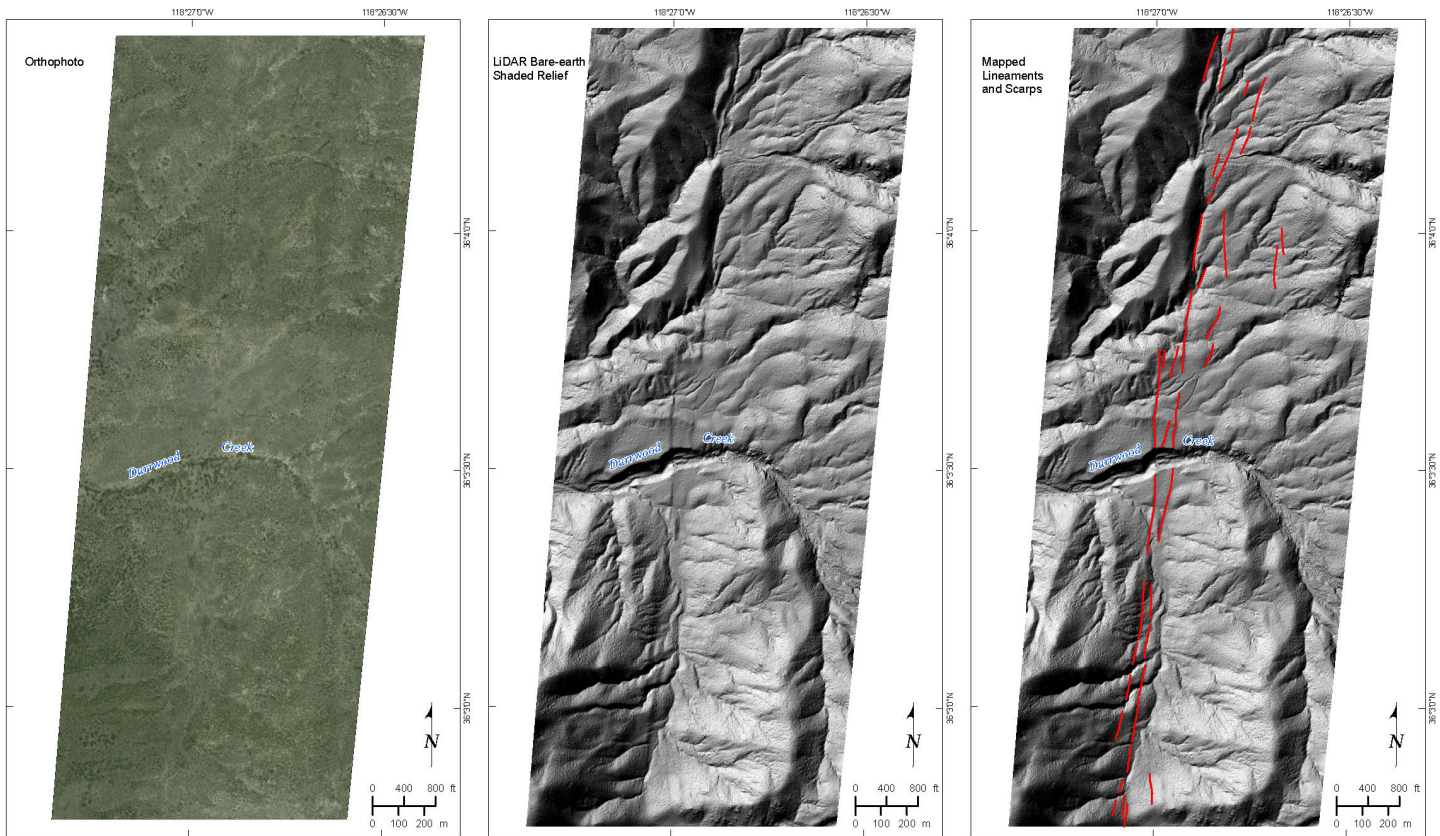 118°27'0"W
118°26'30"W
118°27'0"W
118°26'30"W
118°27'0"W
118°26'30"W
Orthophoto
LiDAR Bare-earth
Shaded Relief
Mapped
Lineaments
and Scarps
36°4'0"N
36°4'0"N
36°4'0"N
Durrwood Creek
Durrwood Creek
Durrwood Creek
36°3'30"N
36°3'30"N
36°3'30"N
36°3'0"N
36°3'0"N
36°3'0"N
N
N
N
0 400 800 ft
0 100 200 m
0 400 800 ft
0 100 200 m
0 400 800 ft
0 100 200 m